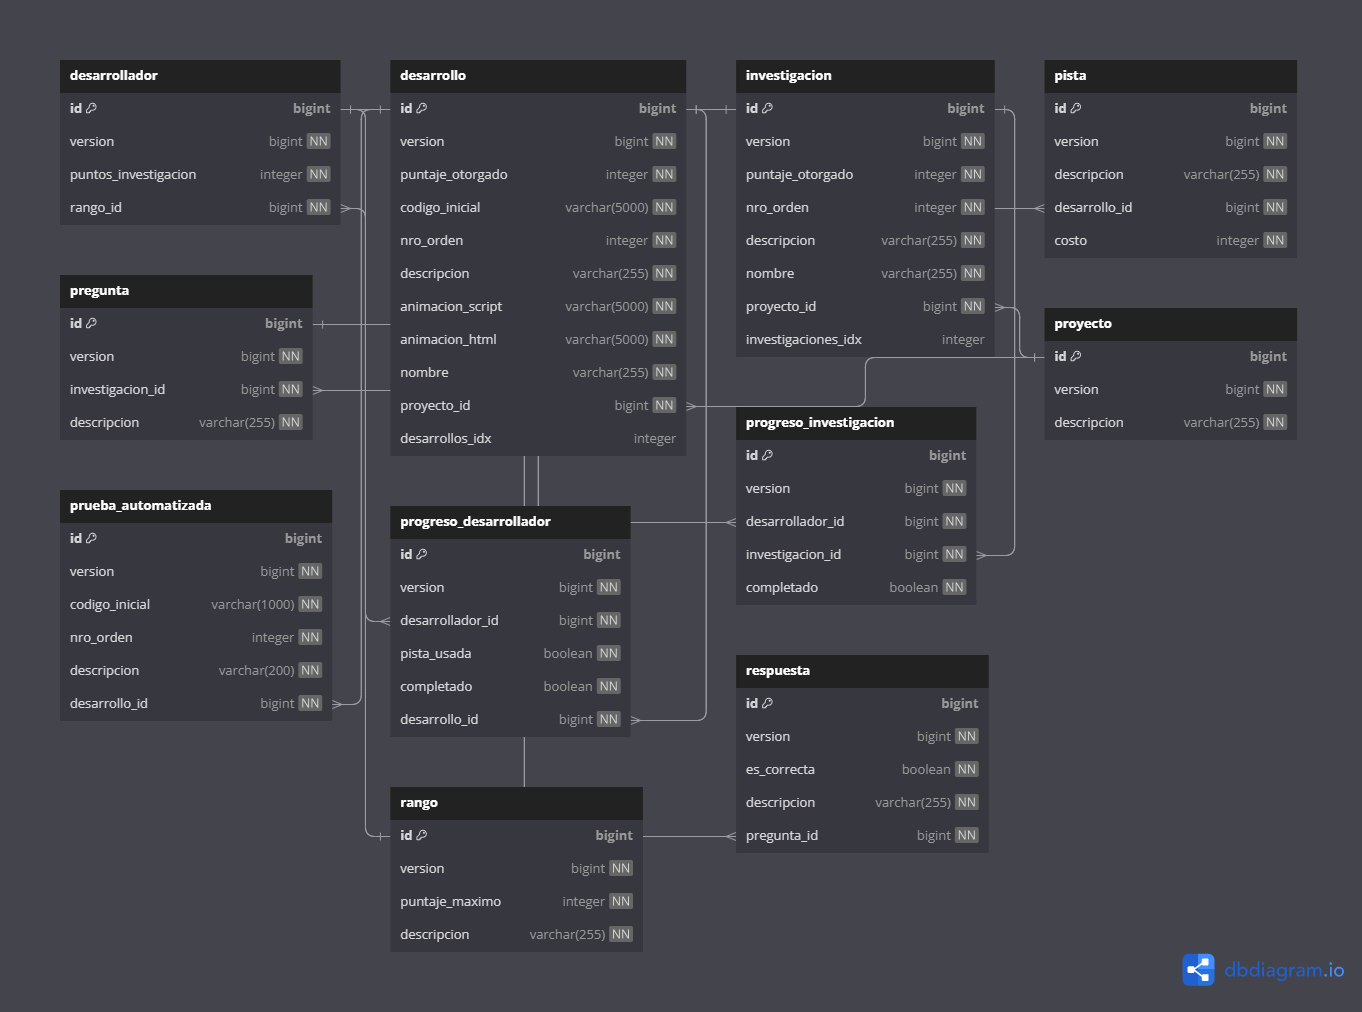 desarrollador
id bigint
version bigint NN
puntos_investigacion integer NN
rango_id bigint NN
desarrollo
id bigint
version bigint NN
puntaje_otorgado integer NN
codigo_inicial varchar(5000) NN
nro_orden integer NN
descripcion varchar(255) NN
animacion_script varchar(5000) NN
animacion_html varchar(5000) NN
nombre varchar(255) NN
proyecto_id bigint NN
desarrollos_idx integer
investigacion
id bigint
version bigint NN
puntaje_otorgado integer NN
nro_orden integer NN
descripcion varchar(255) NN
nombre varchar(255) NN
proyecto_id bigint NN
investigaciones_idx integer
pista
id bigint
version bigint NN
descripcion varchar(255) NN
desarrollo_id bigint NN
costo integer NN
pregunta
id bigint
version bigint NN
investigacion_id bigint NN
descripcion varchar(255) NN
proyecto
id bigint
version bigint NN
descripcion varchar(255) NN
progreso_investigacion
id bigint
version bigint NN
desarrollador_id bigint NN
investigacion_id bigint NN
completado boolean NN
prueba_automatizada
id bigint
version bigint NN
codigo_inicial varchar(1000) NN
nro_orden integer NN
descripcion varchar(200) NN
desarrollo_id bigint NN
progreso_desarrollador
id bigint
version bigint NN
desarrollador_id bigint NN
pista_usada boolean NN
completado boolean NN
desarrollo_id bigint NN
respuesta
id bigint
version bigint NN
es_correcta boolean NN
descripcion varchar(255) NN
pregunta_id bigint NN
rango
id bigint
version bigint NN
puntaje_maximo integer NN
descripcion varchar(255) NN
dbdiagram.io